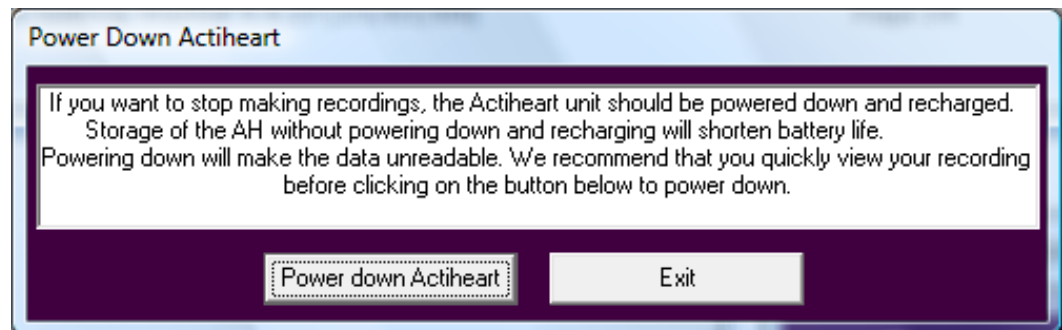 Power Down Actiheart
If you want to stop making recordings, the Actiheart unit should be powered down and recharged.
Storage of the AH without powering down and recharging will shorten battery life.
Powering down will make the data unreadable. We recommend that you quickly view your recording
before clicking on the button below to power down.
Power down Actiheart
Exit